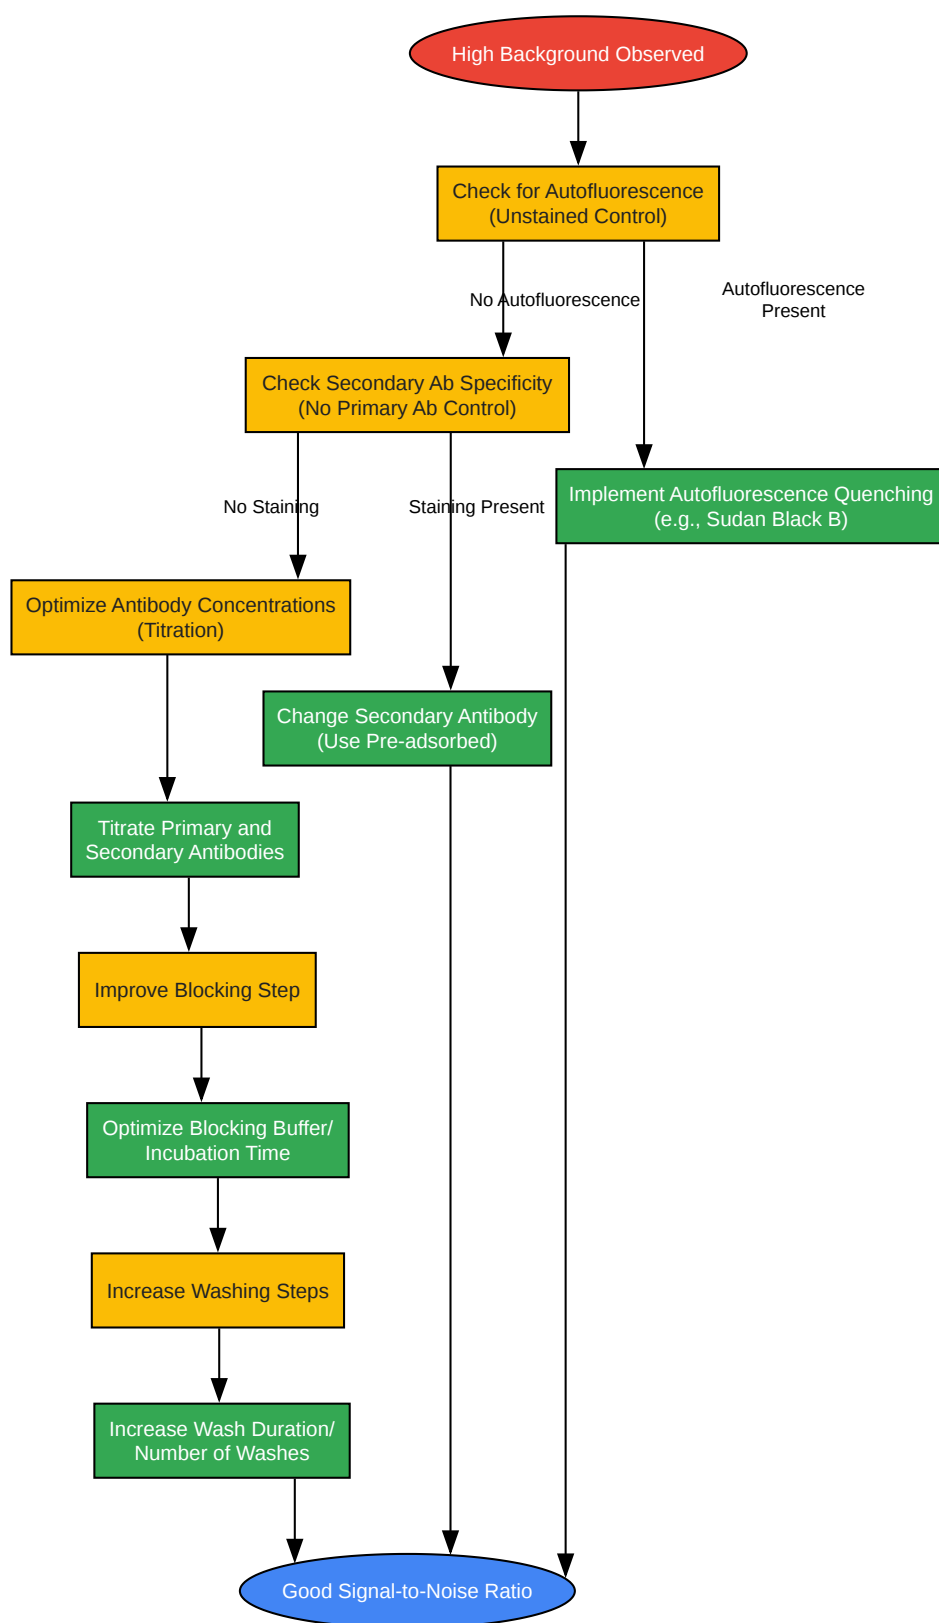 High Background Observed
Check for Autofluorescence
(Unstained Control)
No Autofluorescence
Autofluorescence
Present
Check Secondary Ab Specificity
(No Primary Ab Control)
No Staining
Staining Present
Implement Autofluorescence Quenching
(e.g., Sudan Black B)
Optimize Antibody Concentrations
(Titration)
Change Secondary Antibody
(Use Pre-adsorbed)
Titrate Primary and
Secondary Antibodies
Improve Blocking Step
Optimize Blocking Buffer/
Incubation Time
Increase Washing Steps
Increase Wash Duration/
Number of Washes
Good Signal-to-Noise Ratio